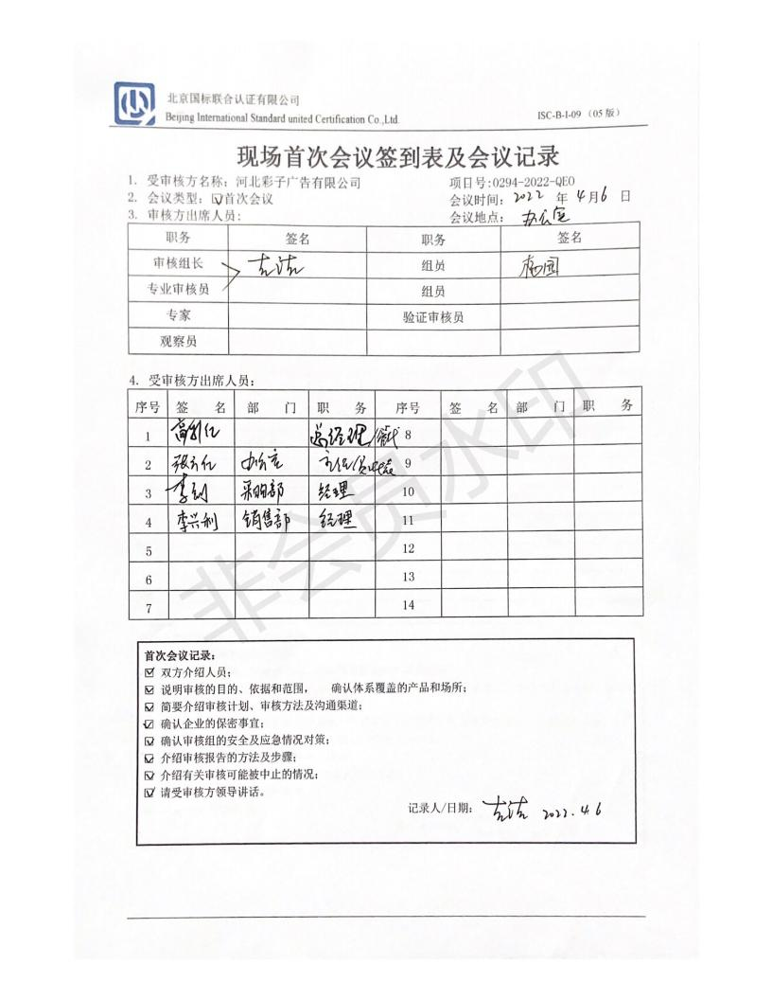 北京国标联合认证有限公司
Beijing International Standard united Certification Co.,Ltd.
ISC-B-I-09 （05 版）
现场首次会议签到表及会议记录
1. 受审核方名称：河北彩子广告有限公司 项目号:0294-2022-QEO
2. 会议类型：☑首次会议 会议时间：2022 年 4月6 日
3. 审核方出席人员： 会议地点： 办公室
职务 签名 职务 签名
审核组长 组员
专业审核员 组员
专家 验证审核员
观察员
4. 受审核方出席人员：
序号 签 名 部 门 职 务 序号 签 名 部 门 职 务
1 总经理 8
2 办公室 9
3 李 采购部 经理 10
4 李兴利 销售部 经理 11
5 12
6 13
7 14
非会员水印
首次会议记录：
☑ 双方介绍人员；
☑ 说明审核的目的、依据和范围， 确认体系覆盖的产品和场所；
☑ 简要介绍审核计划、审核方法及沟通渠道；
☑ 确认企业的保密事宜；
☑ 确认审核组的安全及应急情况对策；
☑ 介绍审核报告的方法及步骤；
☑ 介绍有关审核可能被中止的情况；
☑ 请受审核方领导讲话。
记录人/日期： 2022.4.6